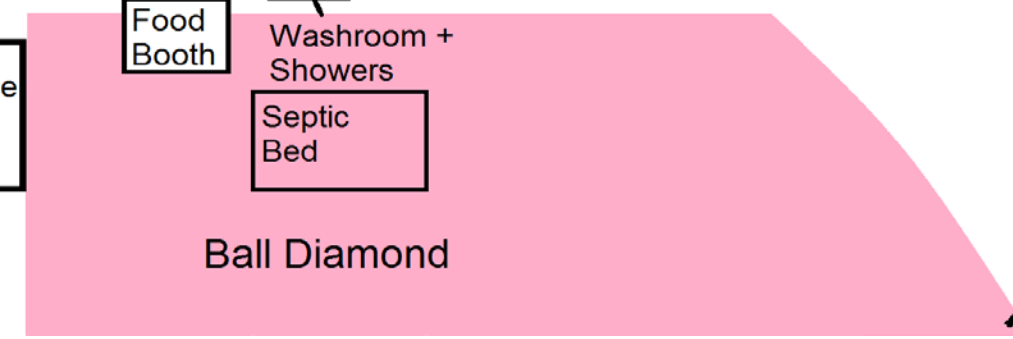 Food
Booth
Washroom +
Showers
e
Septic
Bed
Ball Diamond